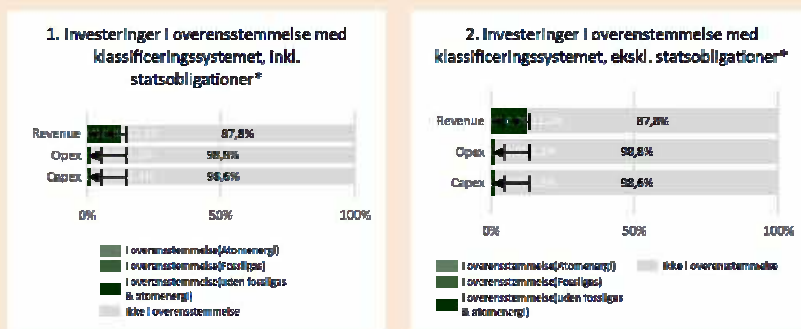 1. Investeringer i overensstemmelse med
klassificeringssystemet, inkl.
statsobligationer*
Revenue
87,8%
Opex
98,8%
Capex
98,6%
0%
50%
100%
I overensstemmelse(Atomenergi)
I overensstemmelse(Fossilgas)
I overensstemmelse(uden fossilgas
& atomenergi)
Ikke i overensstemmelse
2. Investeringer i overenstemmelse med
klassificeringssystemet, ekskl. statsobligationer*
Revenue
87,8%
Opex
98,8%
Capex
98,6%
0%
50%
100%
I overensstemmelse(Atomenergi)
Ikke i overensstemmelse
I overensstemmelse(Fossilgas)
I overensstemmelse(uden fossilgas
& atomenergi)